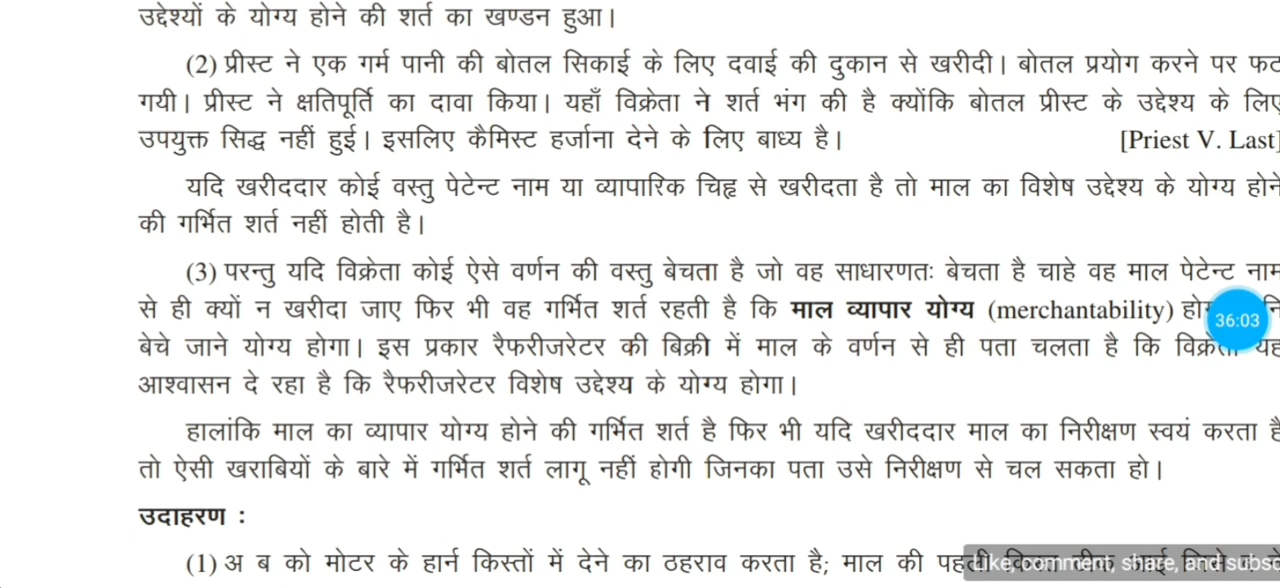 उद्देश्यों के योग्य होने की शर्त का खण्डन हुआ।
(2) प्रीस्ट ने एक गर्म पानी की बोतल सिकाई के लिए दवाई की दुकान से खरीदी। बोतल प्रयोग करने पर फट
गयी। प्रीस्ट ने क्षतिपूर्ति का दावा किया। यहाँ विक्रेता ने शर्त भंग की है क्योंकि बोतल प्रीस्ट के उद्देश्य के लिए
उपयुक्त सिद्ध नहीं हुई। इसलिए कैमिस्ट हर्जाना देने के लिए बाध्य है। [Priest V. Last]
यदि खरीददार कोई वस्तु पेटेन्ट नाम या व्यापारिक चिह्न से खरीदता है तो माल का विशेष उद्देश्य के योग्य होने
की गर्भित शर्त नहीं होती है।
(3) परन्तु यदि विक्रेता कोई ऐसे वर्णन की वस्तु बेचता है जो वह साधारणतः बेचता है चाहे वह माल पेटेन्ट नाम
से ही क्यों न खरीदा जाए फिर भी वह गर्भित शर्त रहती है कि माल व्यापार योग्य (merchantability)
36:03
बेचे जाने योग्य होगा। इस प्रकार रैफरीजरेटर की बिक्री में माल के वर्णन से ही पता चलता है कि विक्रेता यह
आश्वासन दे रहा है कि रैफरीजरेटर विशेष उद्देश्य के योग्य होगा।
हालांकि माल का व्यापार योग्य होने की गर्भित शर्त है फिर भी यदि खरीददार माल का निरीक्षण स्वयं करता है
तो ऐसी खराबियों के बारे में गर्भित शर्त लागू नहीं होगी जिनका पता उसे निरीक्षण से चल सकता हो।
उदाहरण :
(1) अ ब को मोटर के हार्न किस्तों में देने का ठहराव करता है; माल की पहली
Like, comment, share, and subsc